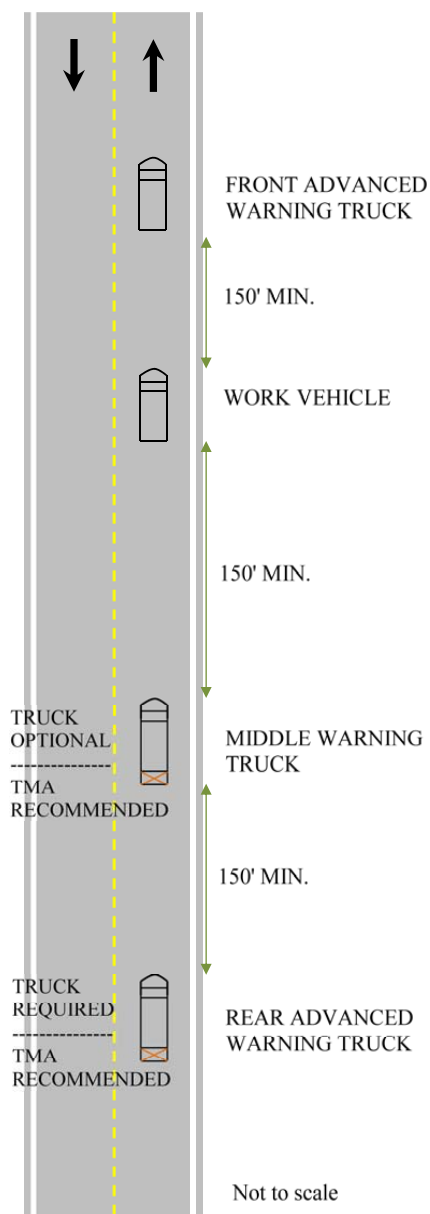 FRONT ADVANCED
WARNING TRUCK
150' MIN.
WORK VEHICLE
150' MIN.
TRUCK
OPTIONAL
TMA
RECOMMENDED
MIDDLE WARNING
TRUCK
150' MIN.
TRUCK
REQUIRED
TMA
RECOMMENDED
REAR ADVANCED
WARNING TRUCK
Not to scale